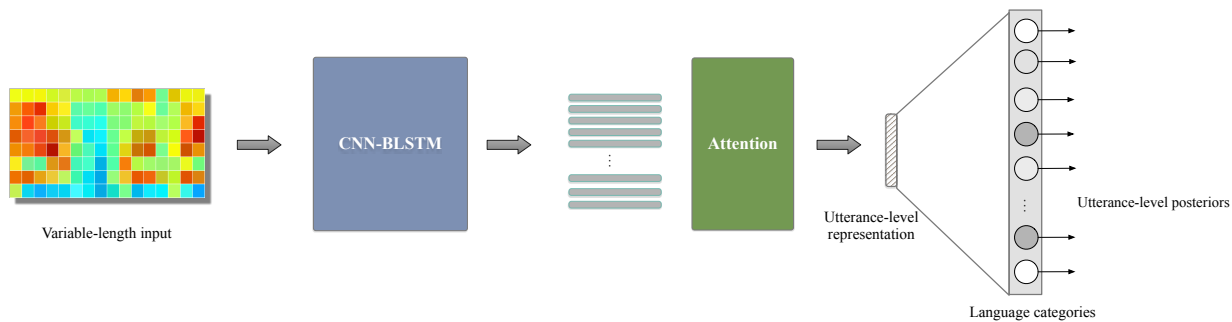 Variable-length input
CNN-BLSTM
⋮
Attention
Utterance-level
representation
⋮
Language categories
Utterance-level posteriors